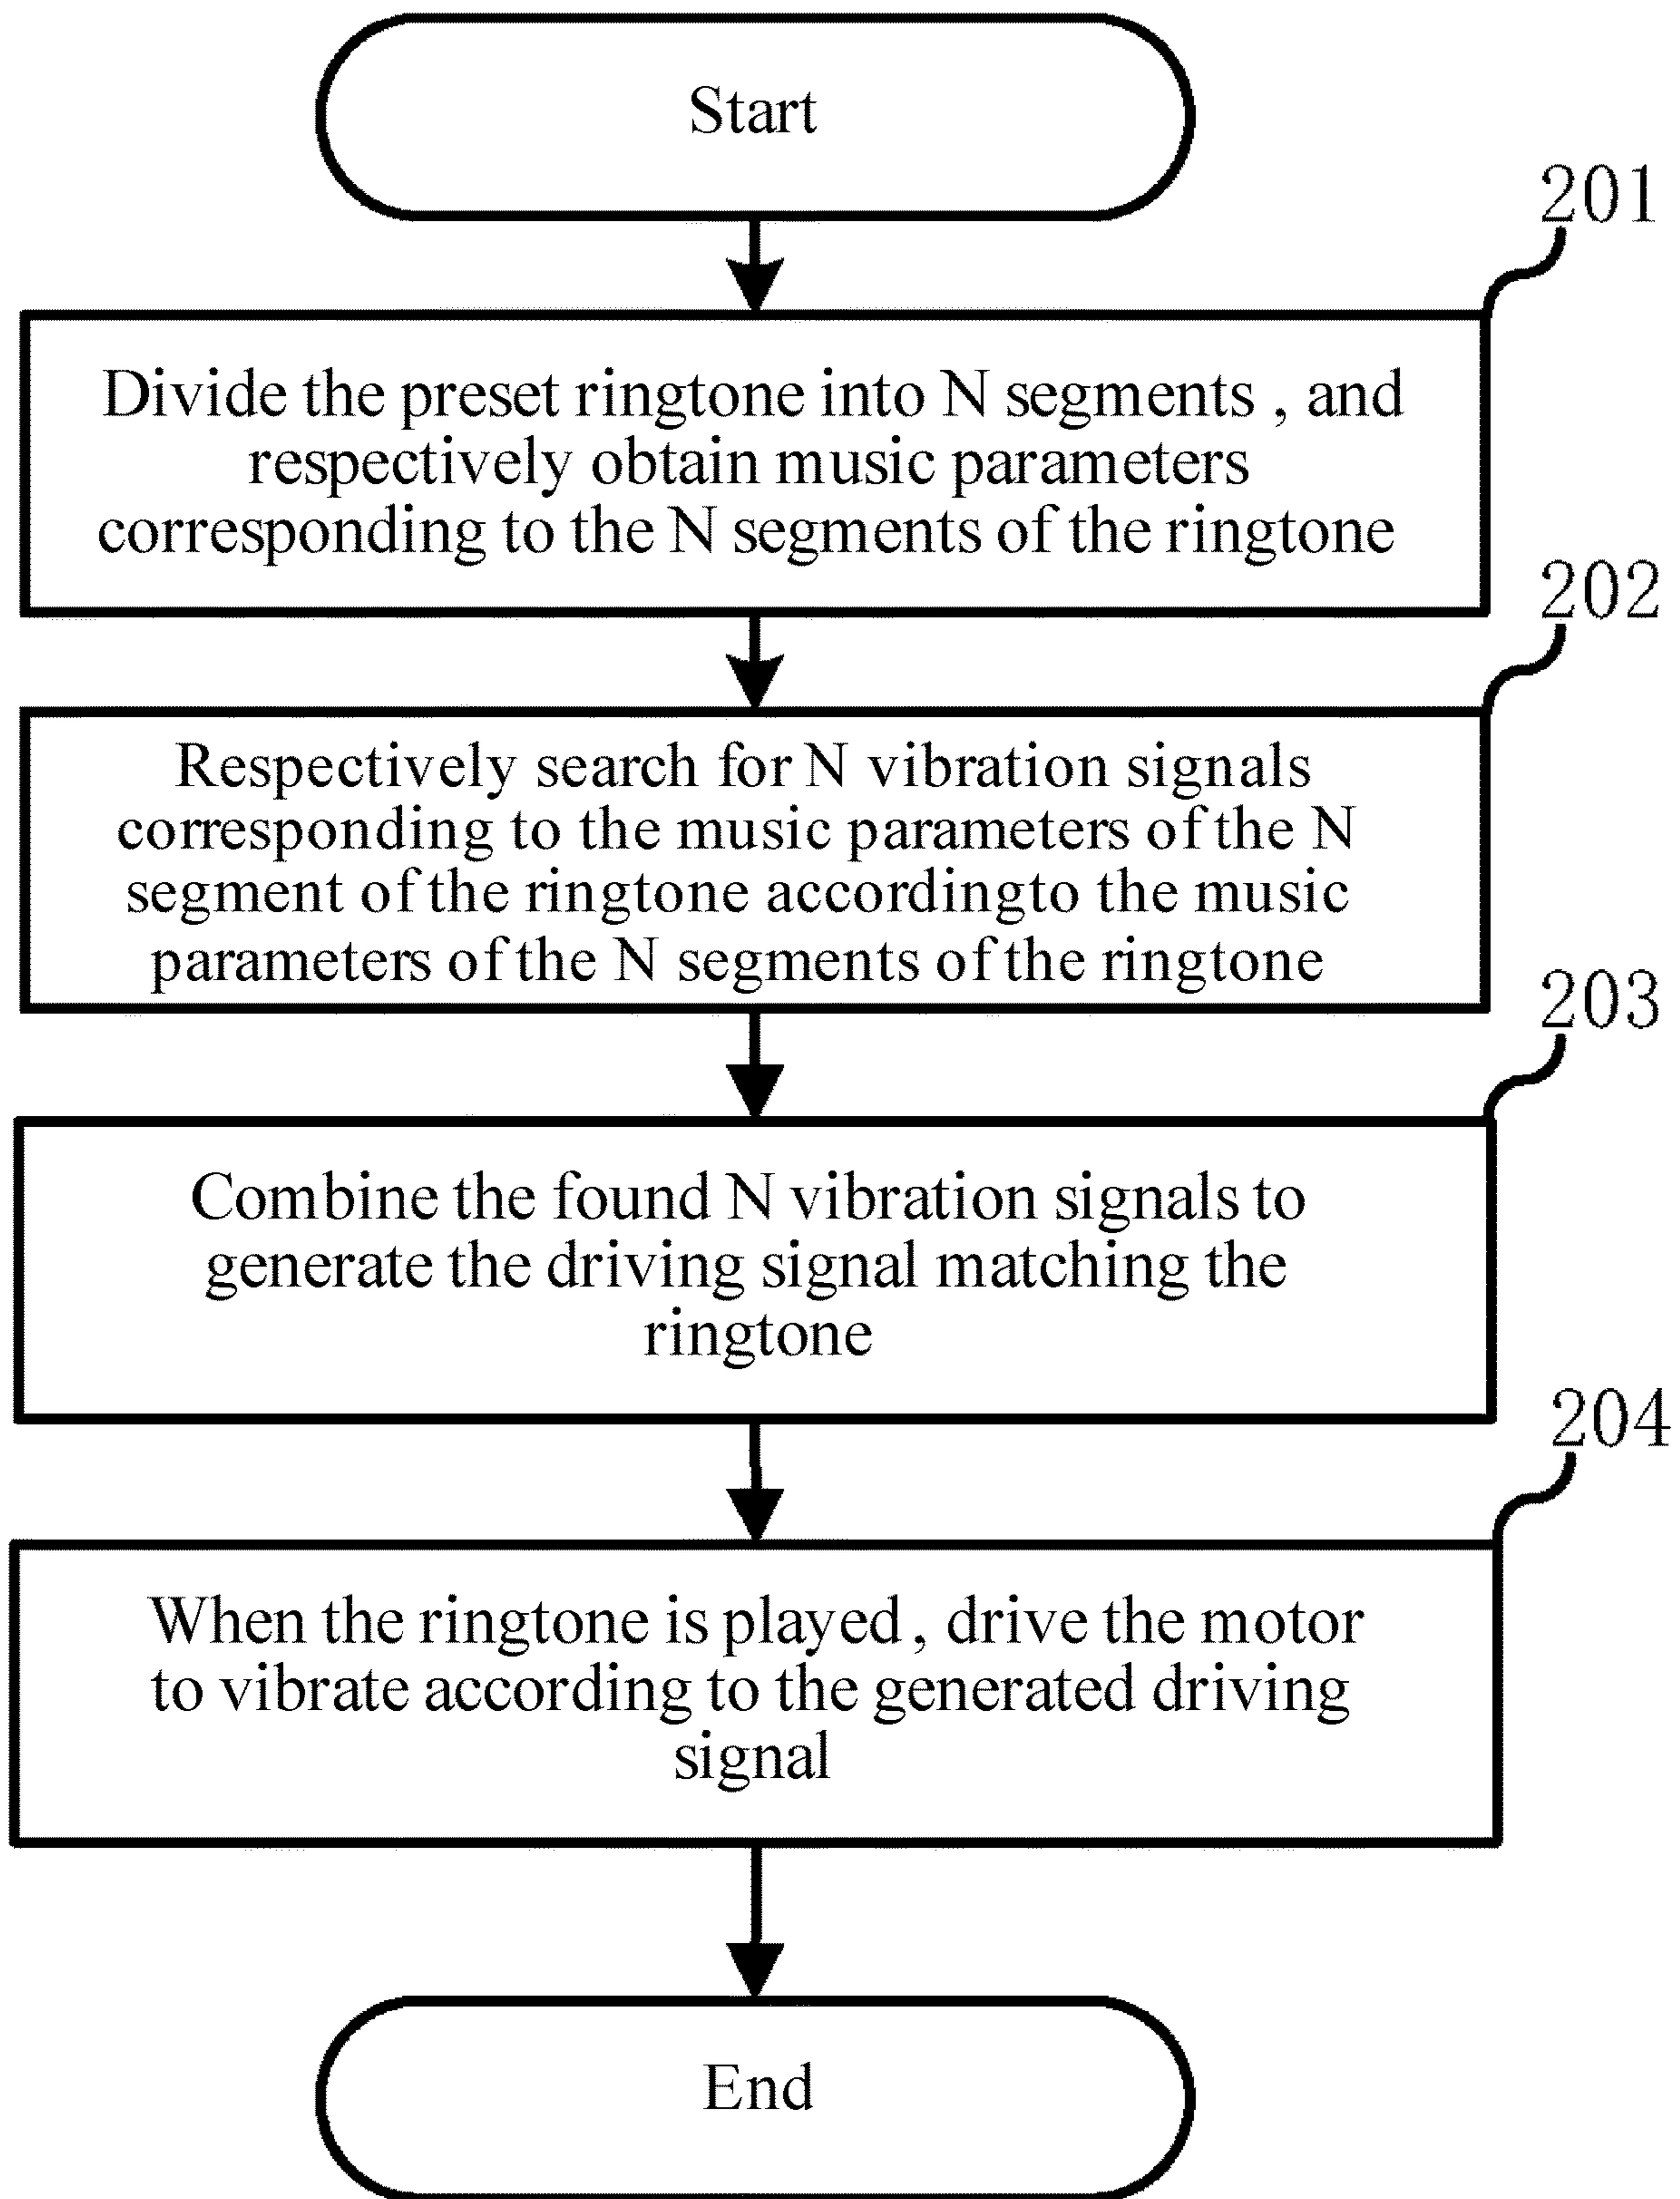 Start
201
Divide the preset ringtone into N segments , and
respectively obtain music parameters
corresponding to the N segments of the ringtone
202
Respectively search for N vibration signals
corresponding to the music parameters of the N
segment of the ringtone accordingto the music
parameters of the N segments of the ringtone
203
Combine the found N vibration signals to
generate the driving signal matching the
ringtone
204
When the ringtone is played , drive the motor
to vibrate according to the generated driving
signal
End